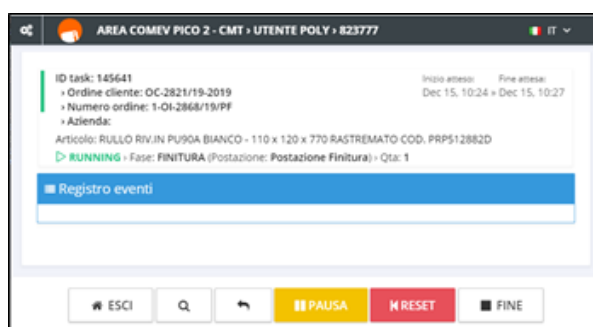 AREA COMEV PICO 2 - CMT › UTENTE POLY › 823777 IT
ID task: 145641
› Ordine cliente: OC-2821/19-2019
› Numero ordine: 1-OI-2868/19/PF
› Azienda:
Inizio attesa: Fine attesa:
Dec 15, 10:24 » Dec 15, 10:27
Articolo: RULLO RIV.IN PU90A BIANCO - 110 x 120 x 770 RASTREMATO COD. PRP512882D
RUNNING › Fase: FINITURA (Postazione: Postazione Finitura) › Qta: 1
Registro eventi
ESCI PAUSA RESET FINE